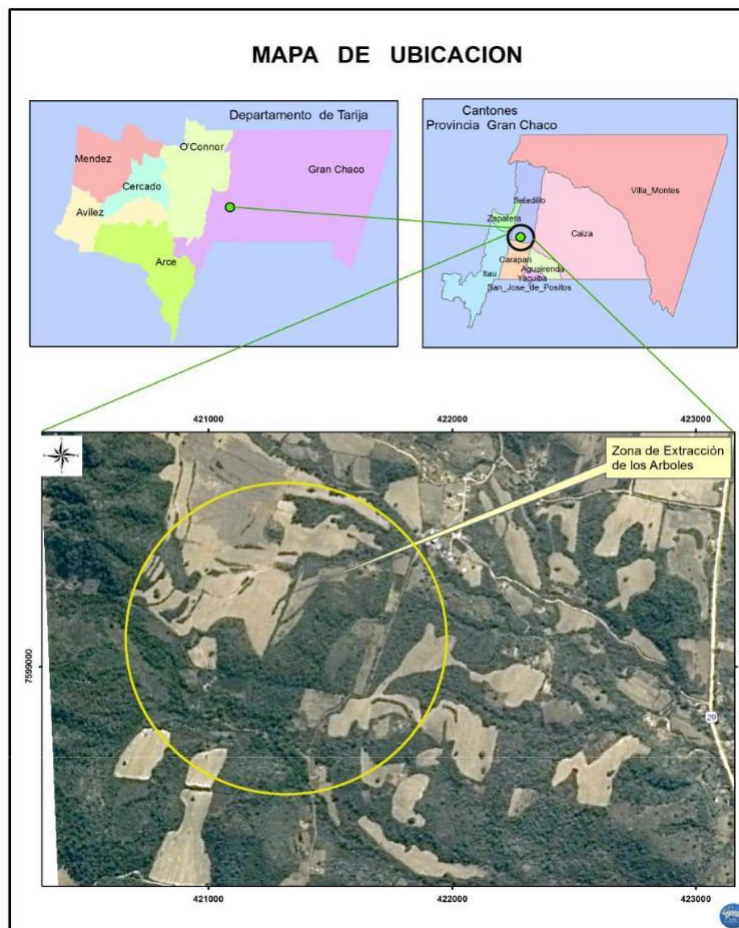 MAPA DE UBICACION
Departamento de Tarija
O'Connor
Mendez
Gran Chaco
Cercado
Avilez
Arce
Cantones
Provincia Gran Chaco
Villa_Montes
Saladillo
Zapatera
Caiza
Carapari
Itau
Aguairenda
Yacuiba
San_Jose_de_Positos
421000
422000
423000
Zona de Extracción
de los Arboles
7599000
29
421000
422000
423000